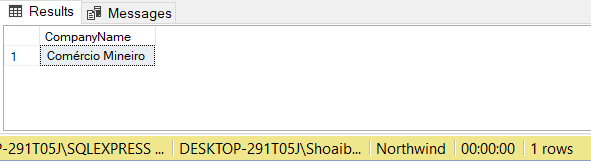 Results Messages
CompanyName
1 Comércio Mineiro
P-291T05J\SQLEXPRESS ... DESKTOP-291T05J\Shoaib... Northwind 00:00:00 1 rows